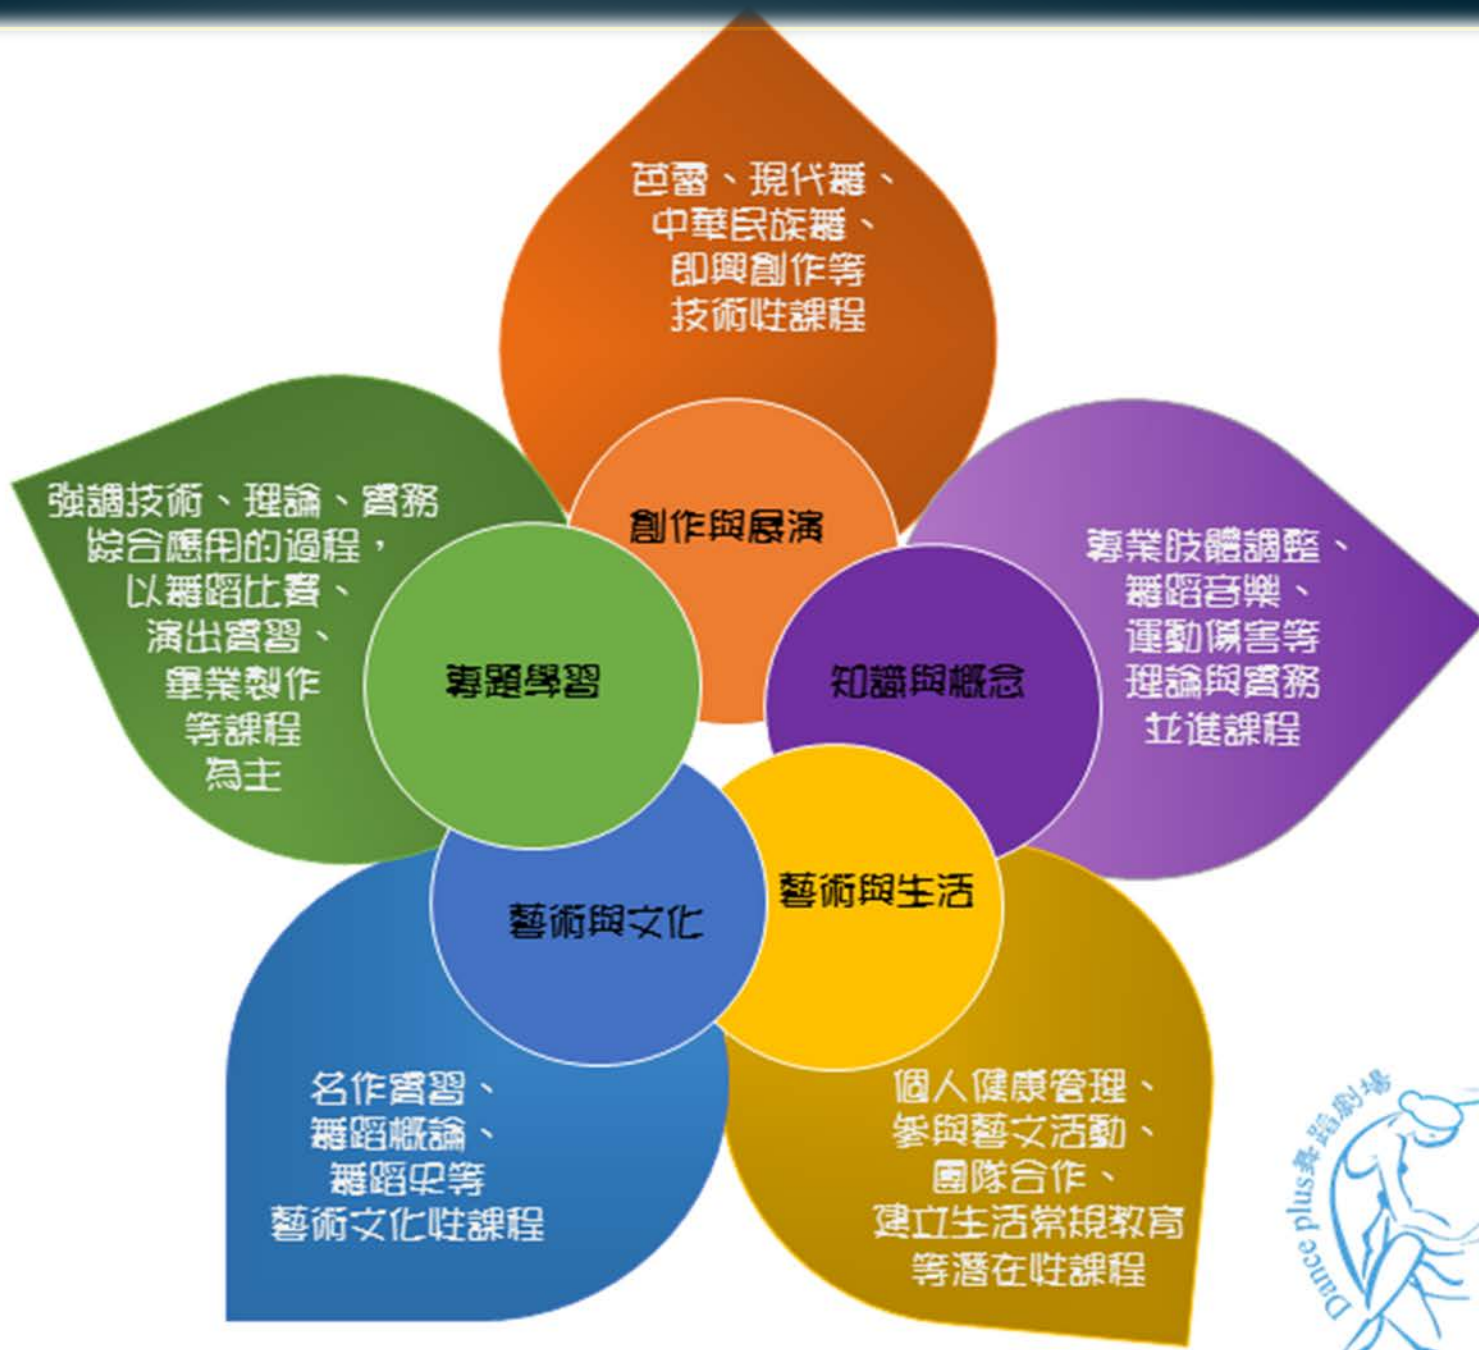 芭蕾、現代舞、
中華民族舞、
即興創作等
技術性課程
創作與展演
專業肢體調整、
舞蹈音樂、
運動傷害等
理論與實務
並進課程
知識與概念
個人健康管理、
參與藝文活動、
團隊合作、
建立生活常規教育
等潛在性課程
藝術與生活
名作實習、
舞蹈概論、
舞蹈史等
藝術文化性課程
藝術與文化
強調技術、理論、實務
綜合應用的過程，
以舞蹈比賽、
演出實習、
畢業製作
等課程
為主
專題學習
Dance plus舞蹈劇場